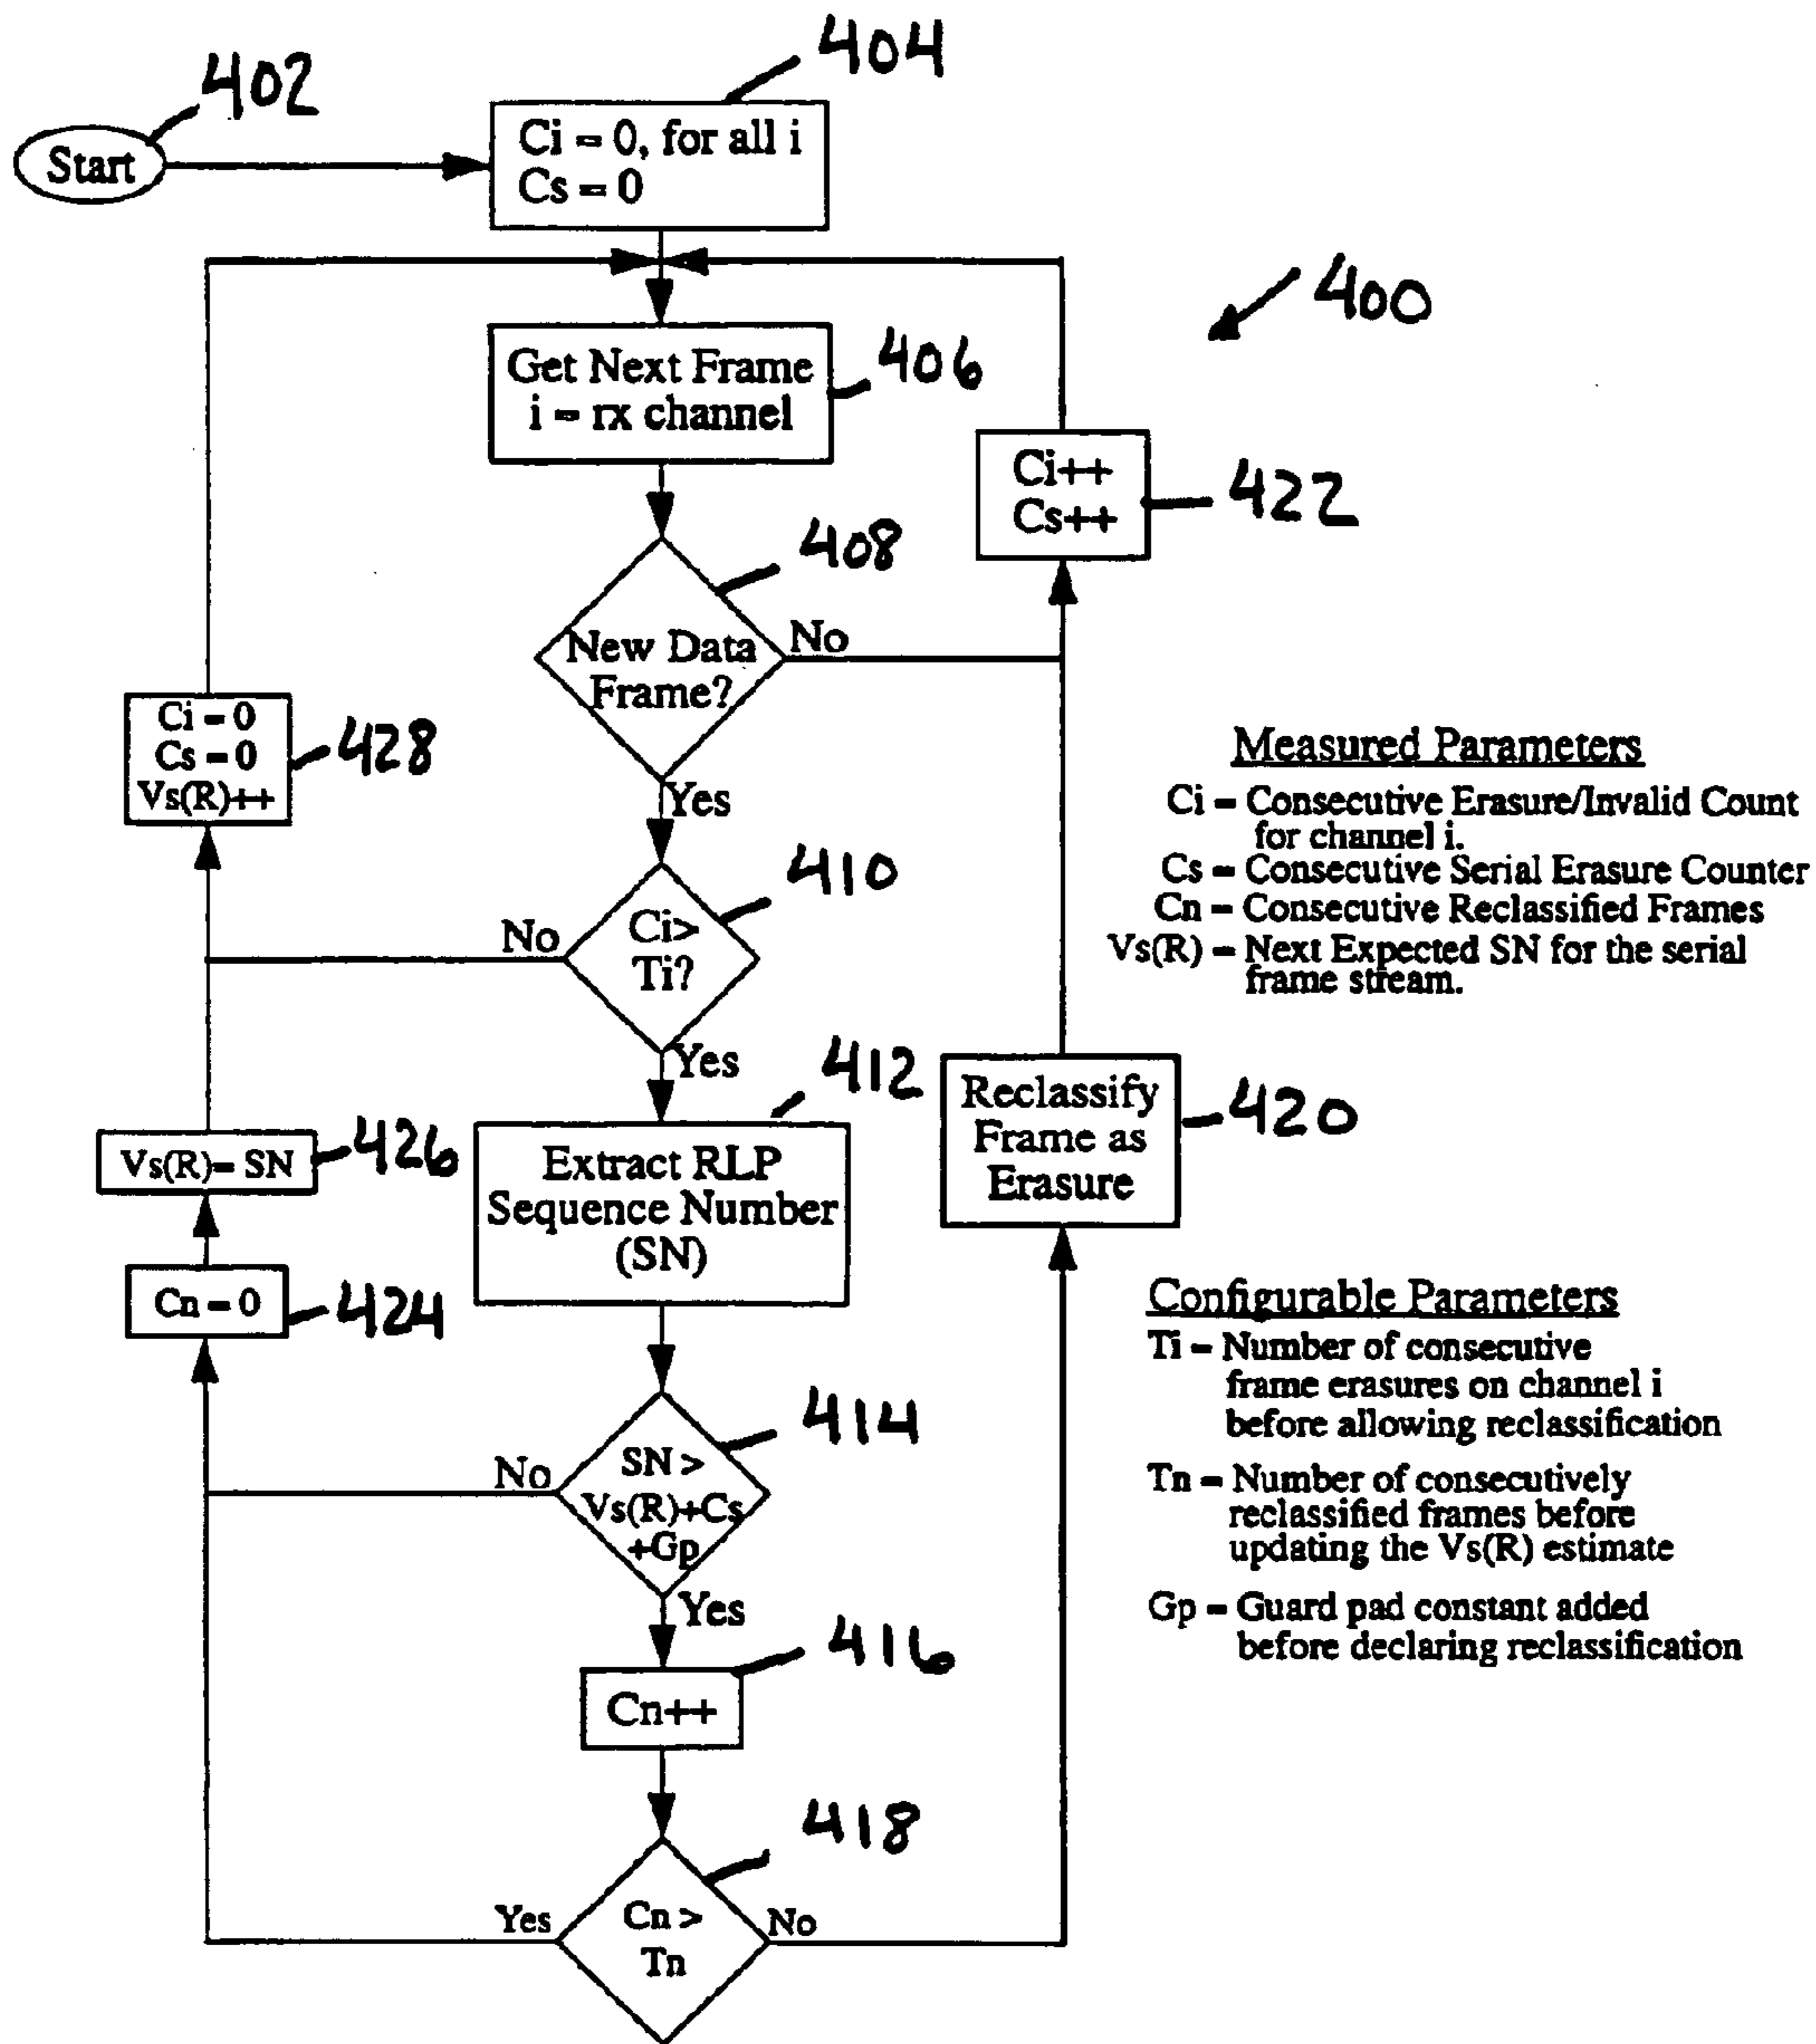 402
404
Start
Ci = 0, for all i
Cs = 0
400
Get Next Frame
i = rx channel
406
Ci++
Cs++
422
408
New Data
Frame?
No
Yes
Ci = 0
Cs = 0
Vs(R)++
428
Measured Parameters
Ci = Consecutive Erasure/Invalid Count
for channel i.
Cs = Consecutive Serial Erasure Counter
Cn = Consecutive Reclassified Frames
Vs(R) = Next Expected SN for the serial
frame stream.
410
Ci>
Ti?
No
Yes
412
Extract RLP
Sequence Number
(SN)
Reclassify
Frame as
Erasure
420
Vs(R)= SN
426
Cn = 0
424
Configurable Parameters
Ti = Number of consecutive
frame erasures on channel i
before allowing reclassification
Tn = Number of consecutively
reclassified frames before
updating the Vs(R) estimate
Gp = Guard pad constant added
before declaring reclassification
414
No
SN >
Vs(R)+Cs
+Gp
Yes
416
Cn++
418
Yes
Cn >
Tn
No